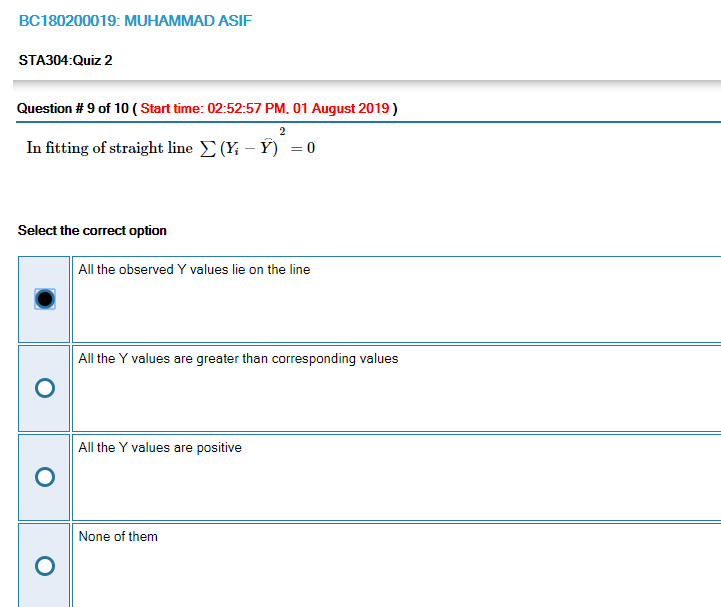 BC180200019: MUHAMMAD ASIF
STA304:Quiz 2
Question # 9 of 10 ( Start time: 02:52:57 PM, 01 August 2019 )
In fitting of straight line ∑ (Yᵢ − Ŷ)² = 0
Select the correct option
All the observed Y values lie on the line
All the Y values are greater than corresponding values
All the Y values are positive
None of them